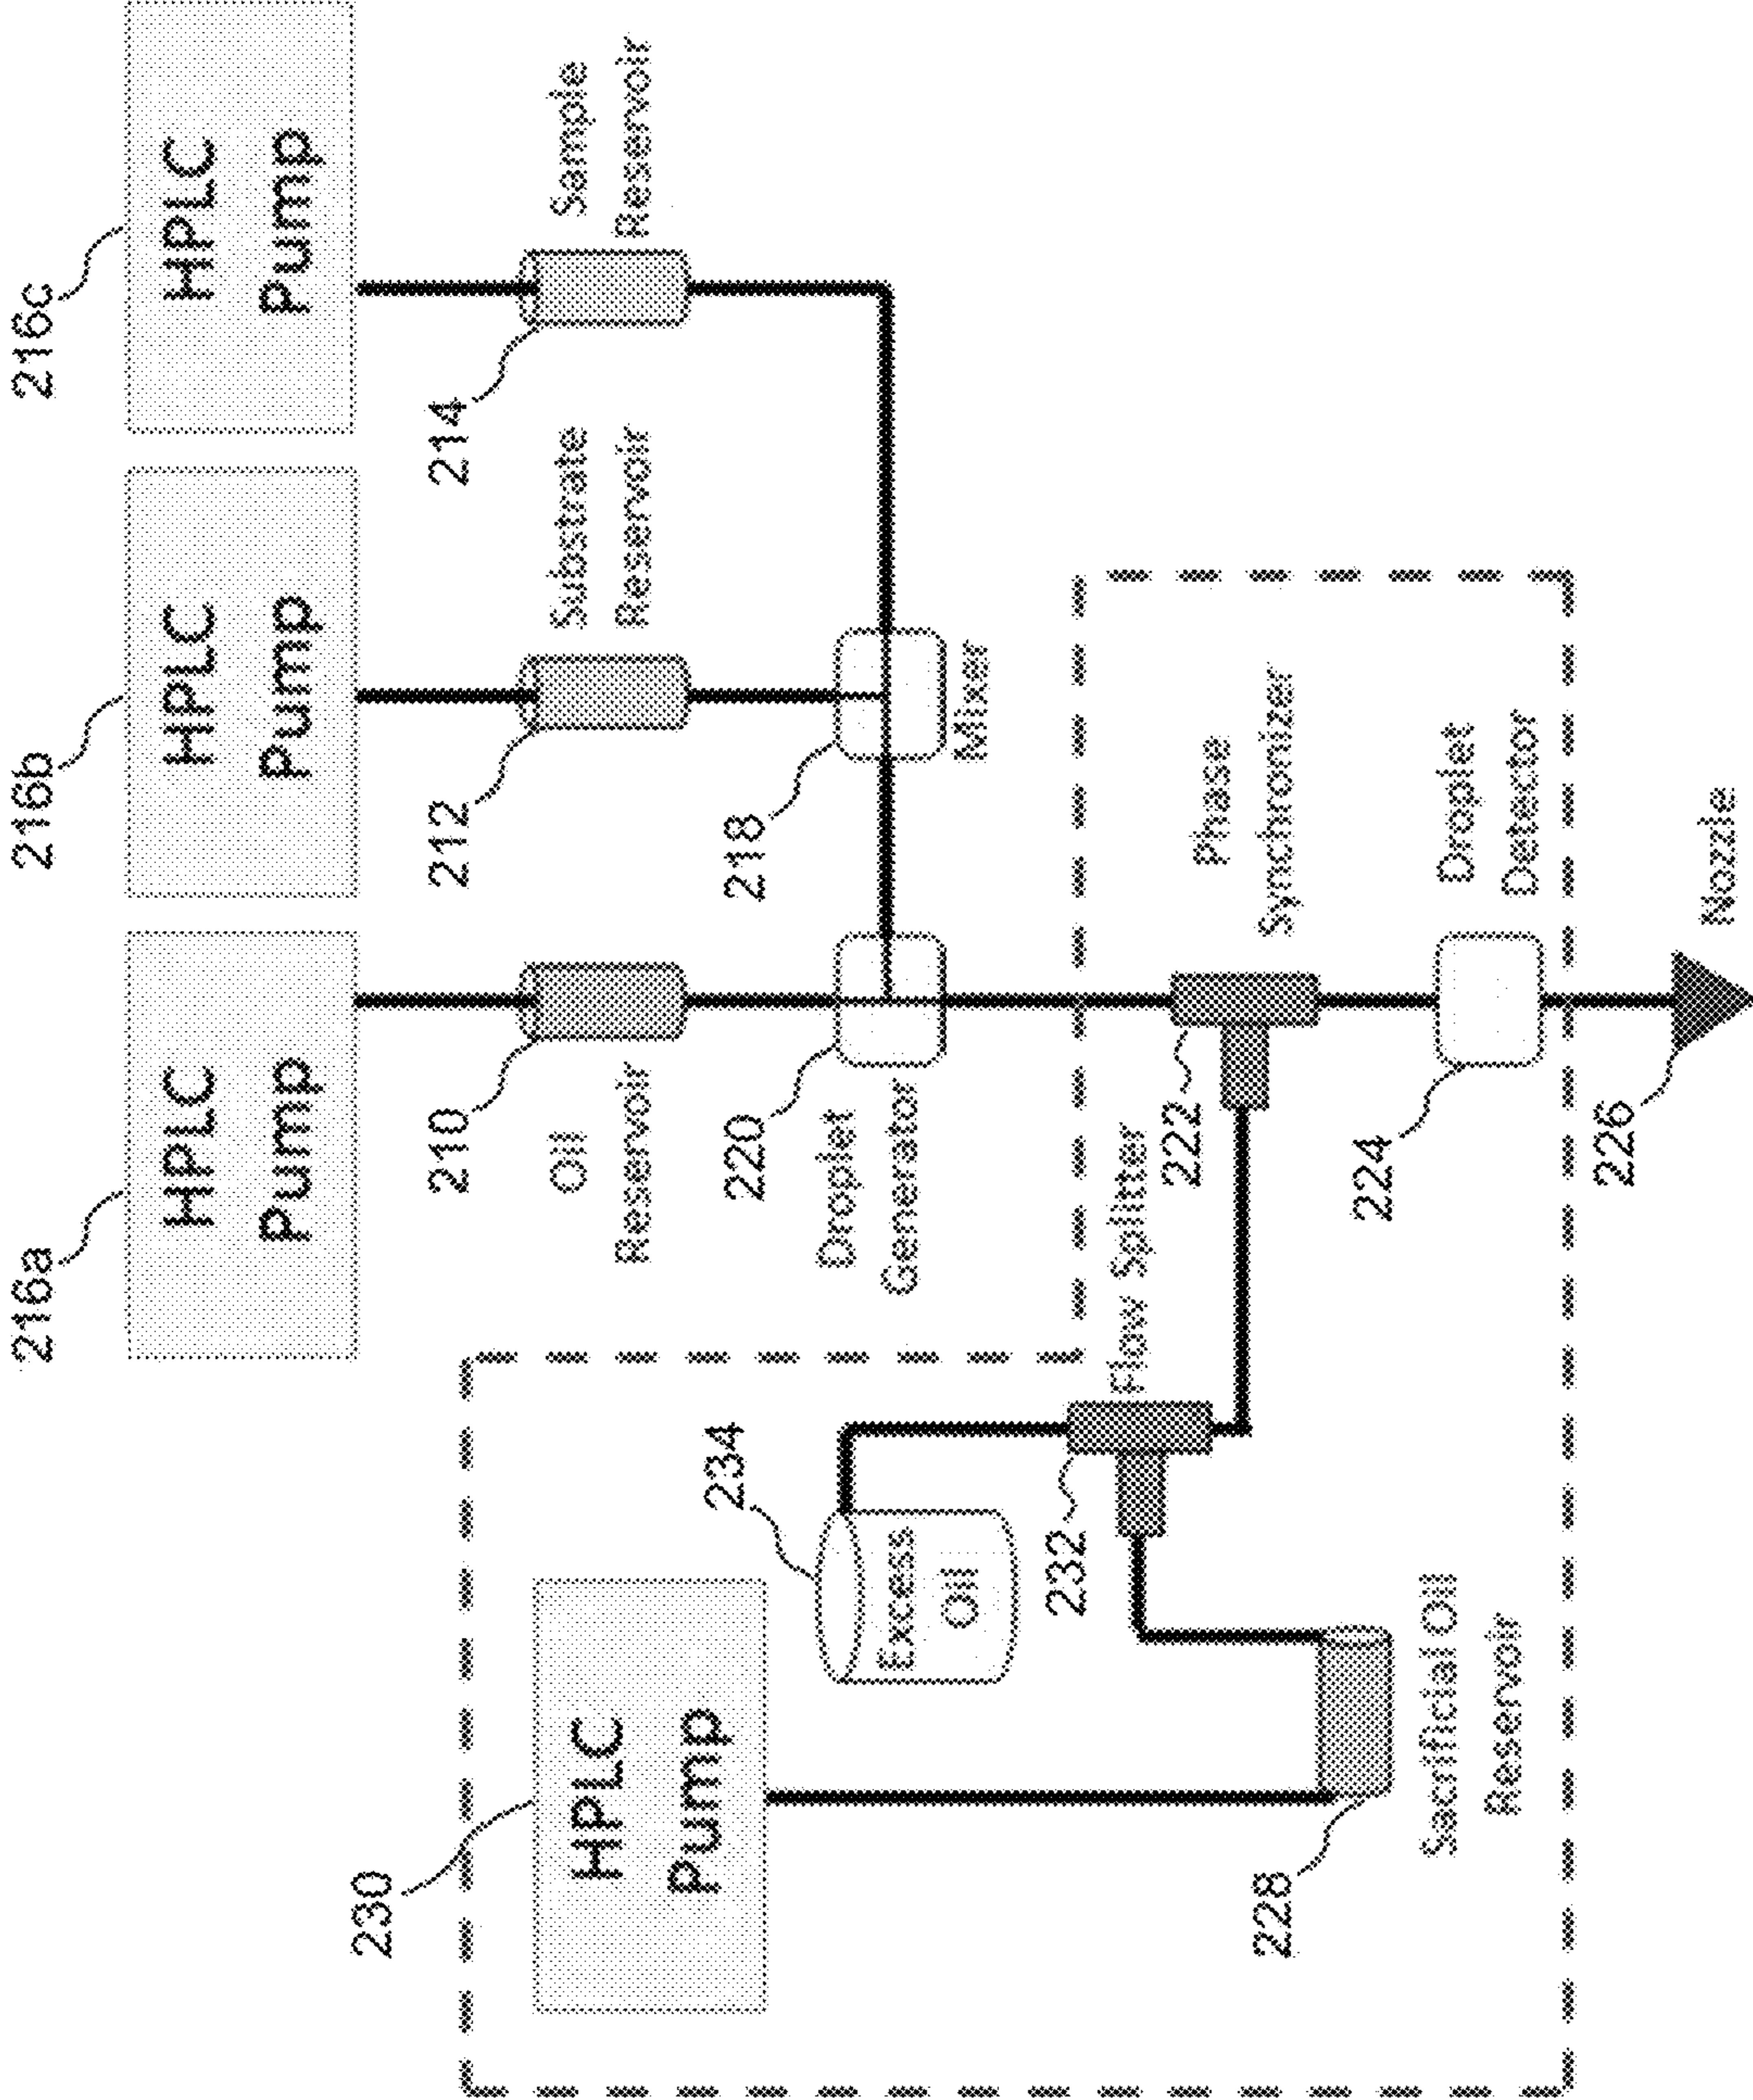 216a
216b
216c
HPLC
Pump
HPLC
Pump
HPLC
Pump
210
Oil
Reservoir
212
Substrate
Reservoir
214
Sample
Reservoir
220
Droplet
Generator
218
Mixer
230
HPLC
Pump
234
Excess
Oil
232
Flow Splitter
222
Phase
Synchronizer
228
Sacrificial Oil
Reservoir
224
Droplet
Detector
226
Nozzle